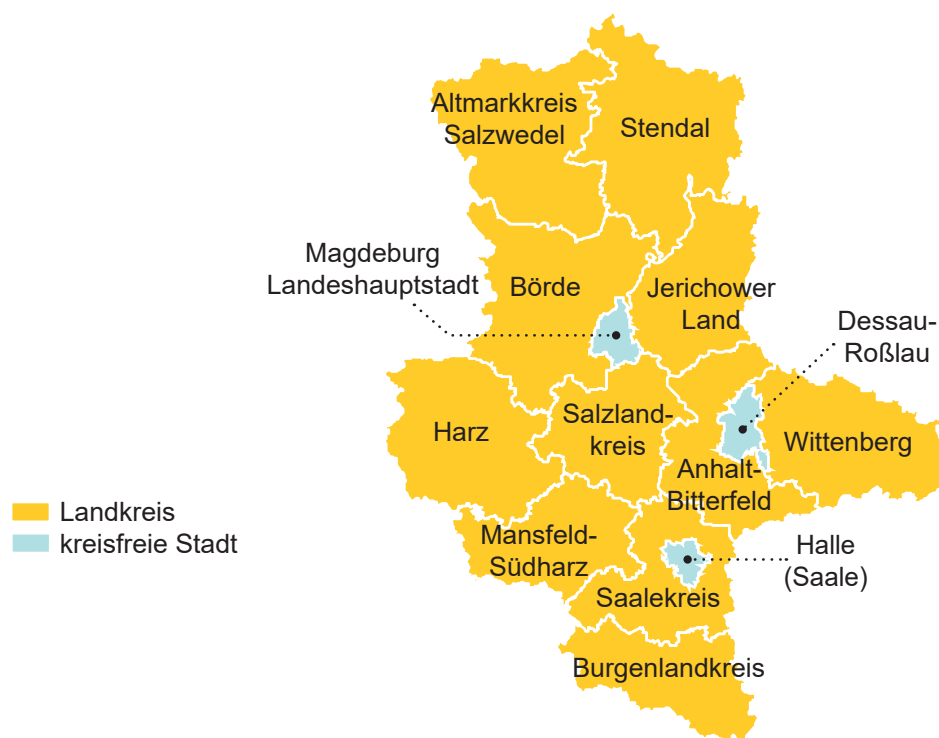 Altmarkkreis
Salzwedel
Stendal
Magdeburg
Landeshauptstadt
Börde
Jerichower
Land
Dessau-
Roßlau
Harz
Salzland-
kreis
Wittenberg
Anhalt-
Bitterfeld
Landkreis
kreisfreie Stadt
Mansfeld-
Südharz
Halle
(Saale)
Saalekreis
Burgenlandkreis